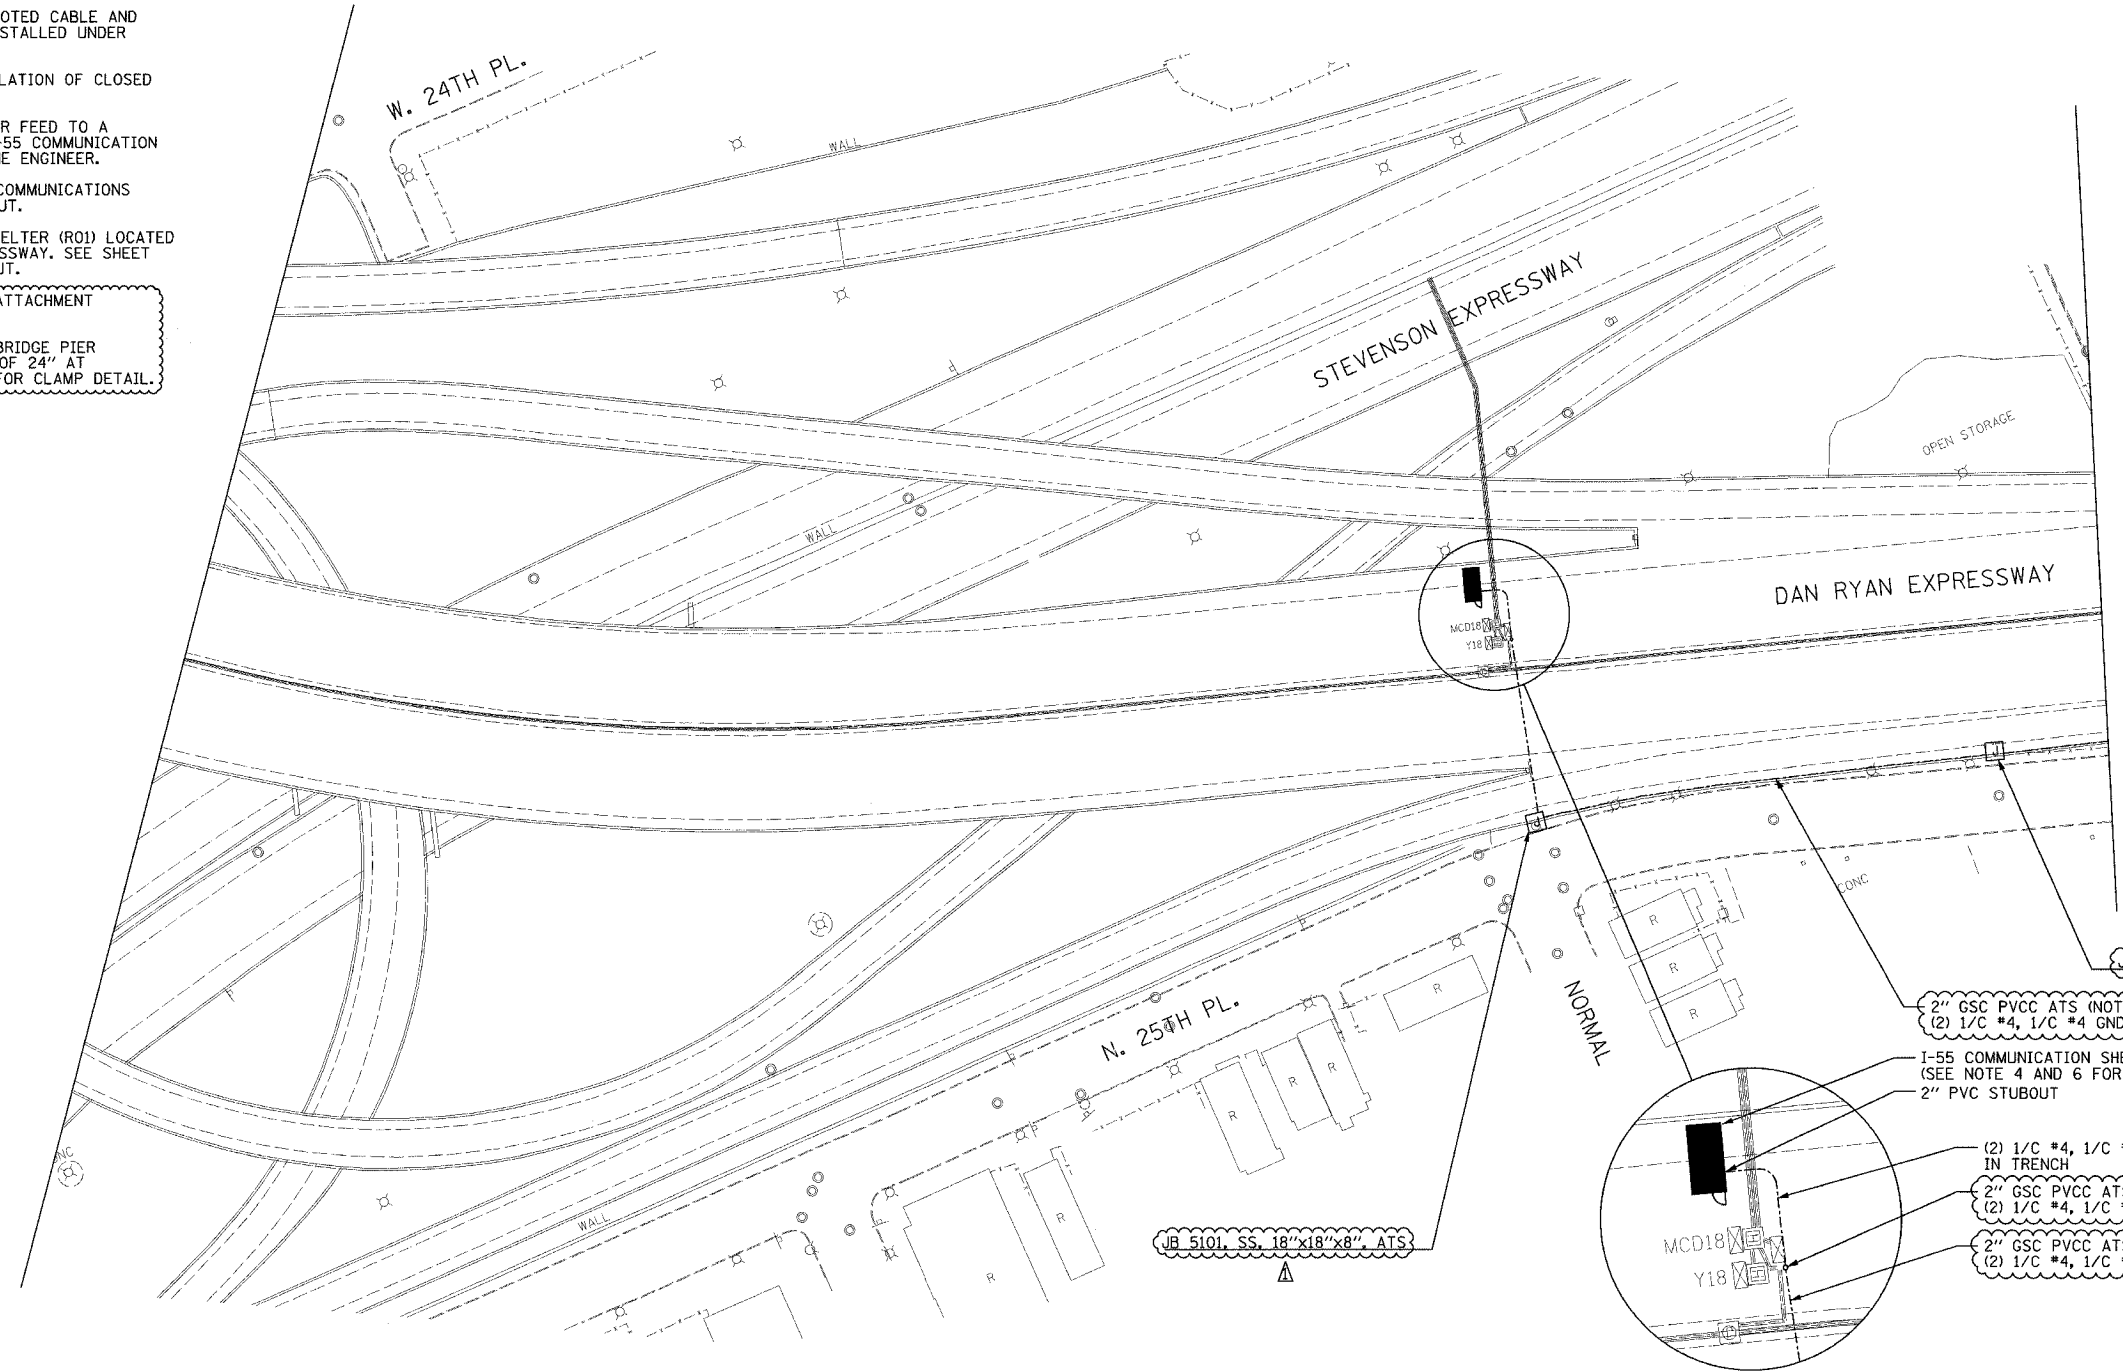 OTED CABLE AND
STALLED UNDER
LATION OF CLOSED
R FEED TO A
-55 COMMUNICATION
HE ENGINEER.
COMMUNICATIONS
UT.
ELTER (R01) LOCATED
SSWAY. SEE SHEET
UT.
ATTACHMENT
BRIDGE PIER
OF 24" AT
FOR CLAMP DETAIL.
W. 24TH PL.
WALL
STEVENSON EXPRESSWAY
OPEN STORAGE
WALL
DAN RYAN EXPRESSWAY
MCD18
Y18
J
J
CONC
R
R
R
R
NORMAL
N. 25TH PL.
R
R
R
R
R
WALL
JB 5101, SS, 18"x18"x8", ATS
1
2" GSC PVCC ATS (NOT
(2) 1/C #4, 1/C #4 GND
I-55 COMMUNICATION SHE
(SEE NOTE 4 AND 6 FOR
2" PVC STUBOUT
(2) 1/C #4, 1/C #
IN TRENCH
2" GSC PVCC AT
(2) 1/C #4, 1/C #
2" GSC PVCC AT
(2) 1/C #4, 1/C #
MCD18
Y18